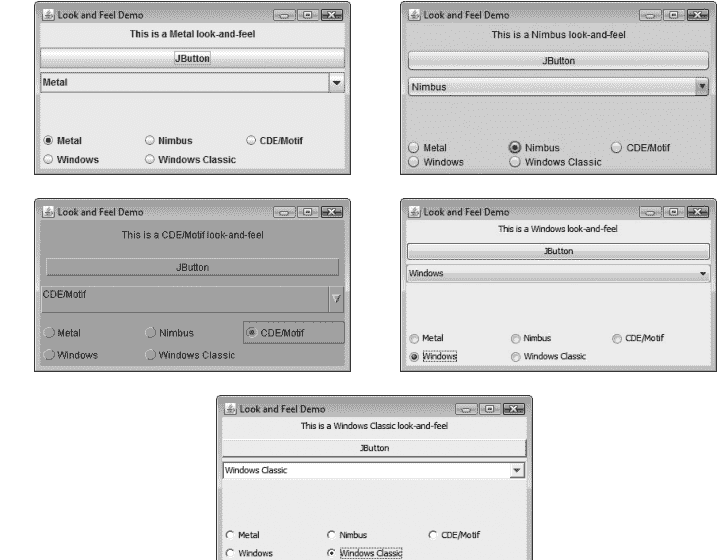 Look and Feel Demo
This is a Metal look-and-feel
JButton
Metal
Metal Nimbus CDE/Motif
Windows Windows Classic
Look and Feel Demo
This is a Nimbus look-and-feel
JButton
Nimbus
Metal Nimbus CDE/Motif
Windows Windows Classic
Look and Feel Demo
This is a CDE/Motif look-and-feel
JButton
CDE/Motif
Metal Nimbus CDE/Motif
Windows Windows Classic
Look and Feel Demo
This is a Windows look-and-feel
JButton
Windows
Metal Nimbus CDE/Motif
Windows Windows Classic
Look and Feel Demo
This is a Windows Classic look-and-feel
JButton
Windows Classic
Metal Nimbus CDE/Motif
Windows Windows Classic